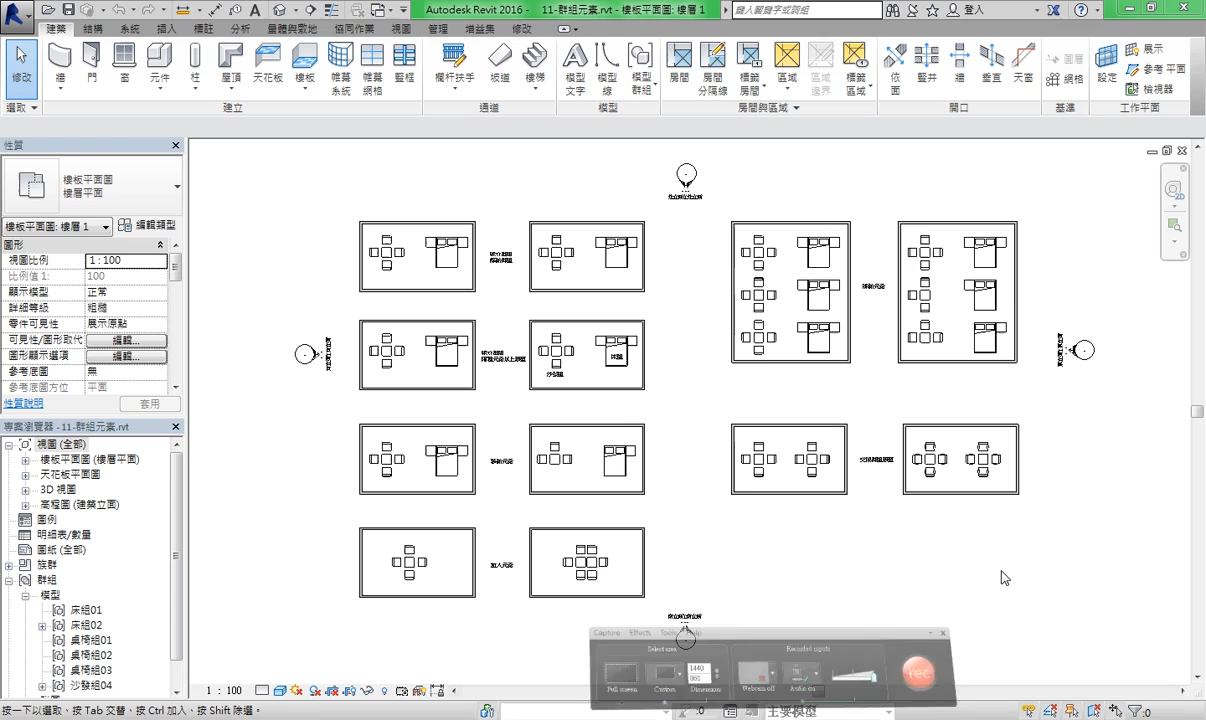 Autodesk Revit 2016 - 11-群組元素.rvt - 樓板平面圖: 樓層 1
鍵入關鍵字或詞組
登入
建築 結構 系統 插入 標註 分析 量體與敷地 協同作業 視圖 管理 增益集 修改
修改 牆 門 窗 元件 柱 屋頂 天花板 樓板 帷幕系統 帷幕網格 豎框 欄杆扶手 坡道 樓梯 模型文字 模型線 模型群組 房間 房間分隔線 標籤房間 區域 區域邊界 標籤區域 依面 豎井 牆 垂直 天窗 圖層 網格 設定 展示 參考 平面 檢視器
選取 建立 通道 模型 房間與區域 開口 基準 工作平面
性質
樓板平面圖
樓層平面
樓板平面圖: 樓層 1 編輯類型
圖形
視圖比例 1 : 100
比例值 1: 100
顯示模型 正常
詳細等級 粗糙
零件可見性 展示原點
可見性/圖形取代 編輯...
圖形顯示選項 編輯...
參考底圖 無
參考底圖方位 平面
性質說明 套用
專案瀏覽器 - 11-群組元素.rvt
視圖 (全部)
樓板平面圖 (樓層平面)
天花板平面圖
3D 視圖
高程圖 (建築立面)
圖例
明細表/數量
圖紙 (全部)
族群
群組
模型
床組01
床組02
桌椅組01
桌椅組02
桌椅組03
沙發組04
加入元素
Capture Effects Tools Help
Select area
Recorded inputs
Full screen Custom Dimensions Webcam off Audio on
1440
rec
1 : 100
按一下以選取、按 Tab 交替、按 Ctrl 加入、按 Shift 除選。
:0 主要模型 :0